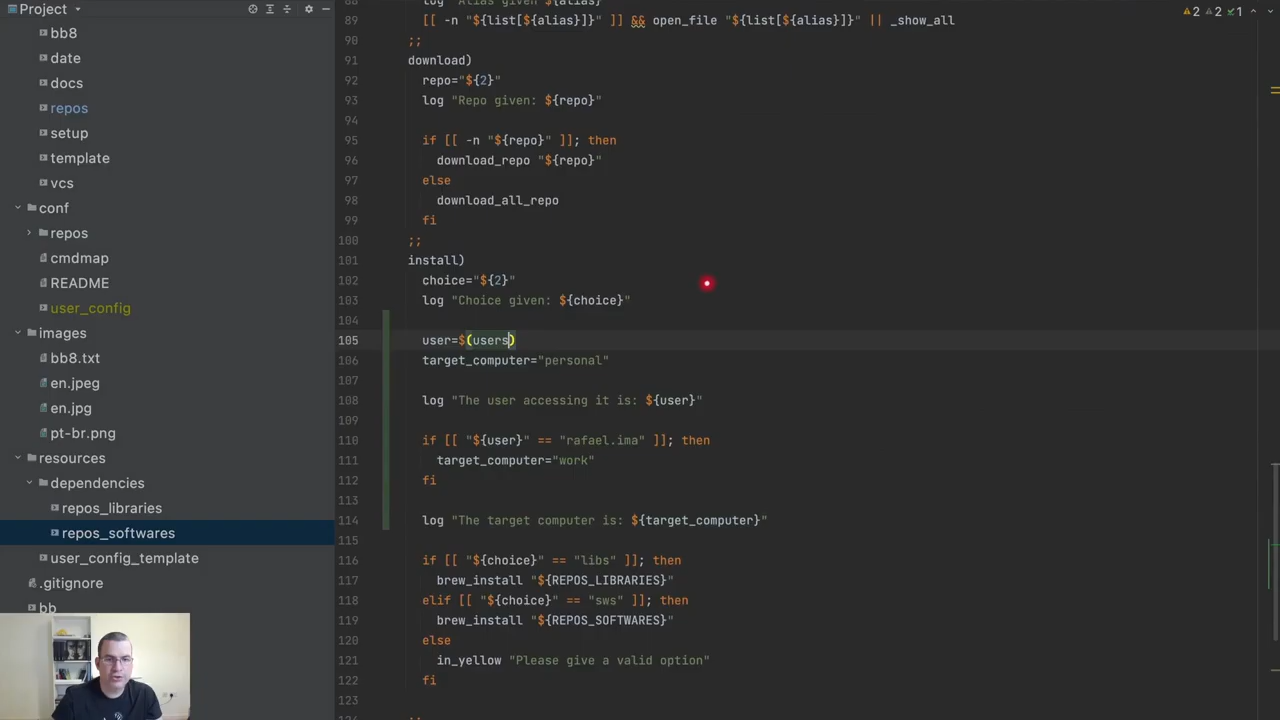 Project
bb8
date
docs
repos
setup
template
vcs
conf
repos
cmdmap
README
user_config
images
bb8.txt
en.jpeg
en.jpg
pt-br.png
resources
dependencies
repos_libraries
repos_softwares
user_config_template
.gitignore
bb
88 log "Alias given ${alias}"
89 [[ -n "${list[${alias}]}" ]] && open_file "${list[${alias}]}" || _show_all
90 ;;
91 download)
92 repo="${2}"
93 log "Repo given: ${repo}"
94
95 if [[ -n "${repo}" ]]; then
96 download_repo "${repo}"
97 else
98 download_all_repo
99 fi
100 ;;
101 install)
102 choice="${2}"
103 log "Choice given: ${choice}"
104
105 user=$(users)
106 target_computer="personal"
107
108 log "The user accessing it is: ${user}"
109
110 if [[ "${user}" == "rafael.ima" ]]; then
111 target_computer="work"
112 fi
113
114 log "The target computer is: ${target_computer}"
115
116 if [[ "${choice}" == "libs" ]]; then
117 brew_install "${REPOS_LIBRARIES}"
118 elif [[ "${choice}" == "sws" ]]; then
119 brew_install "${REPOS_SOFTWARES}"
120 else
121 in_yellow "Please give a valid option"
122 fi
123
124 ;;
2 2 1